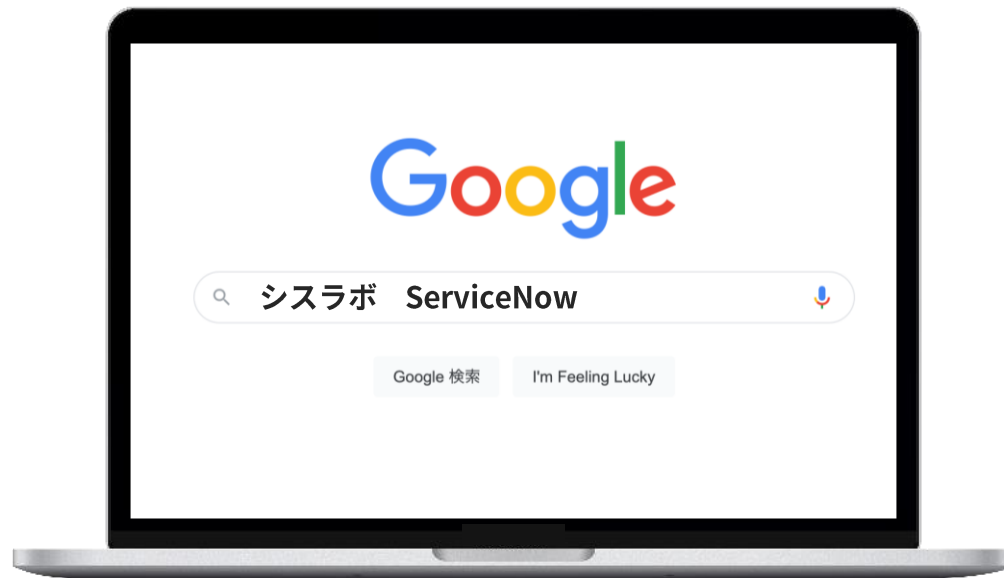 Google
シスラボ　ServiceNow
Google 検索 I'm Feeling Lucky